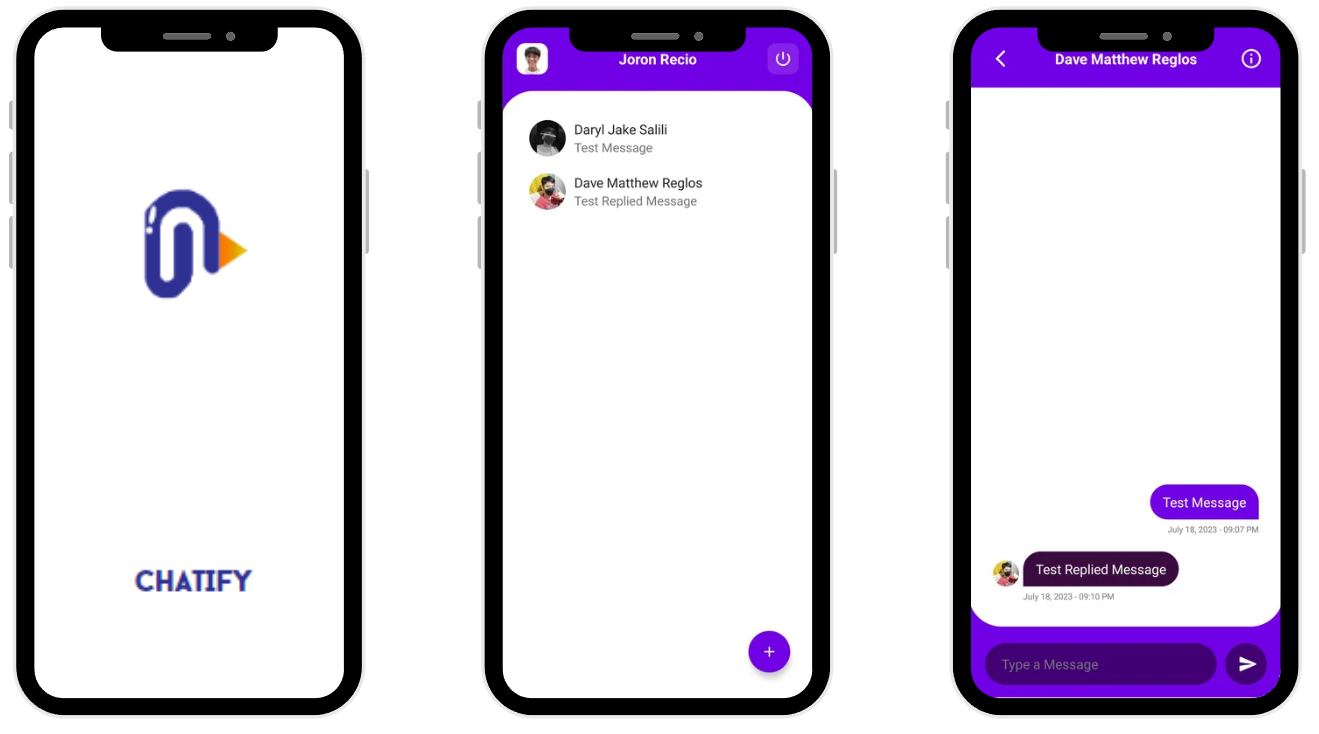 CHATIFY
Joron Recio
Daryl Jake Salili
Test Message
Dave Matthew Reglos
Test Replied Message
+
Dave Matthew Reglos
Test Message
July 18, 2023 - 09:07 PM
Test Replied Message
July 18, 2023 - 09:10 PM
Type a Message